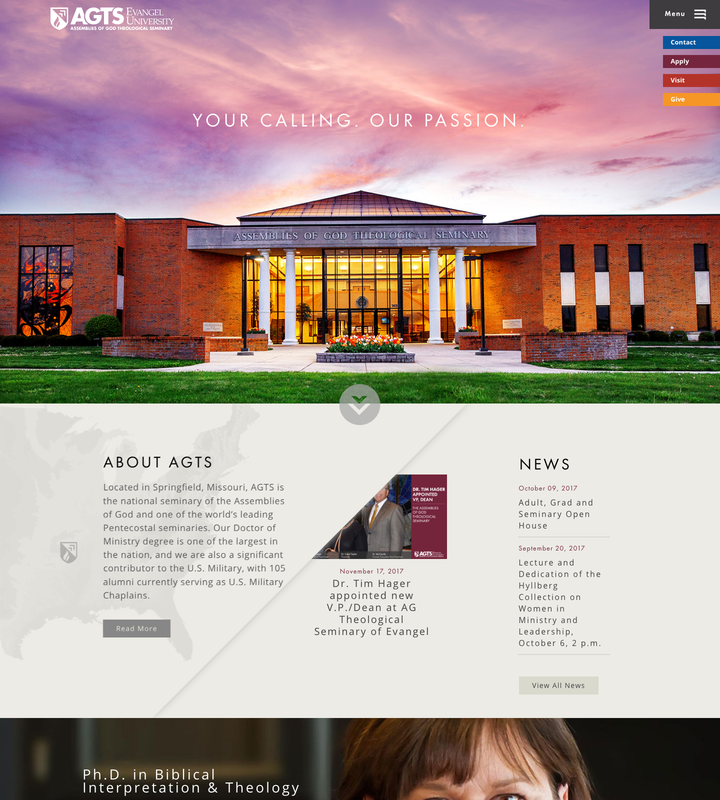 AGTS EVANGEL UNIVERSITY
ASSEMBLIES OF GOD THEOLOGICAL SEMINARY
Menu
Contact
Apply
Visit
Give
YOUR CALLING. OUR PASSION.
ASSEMBLIES OF GOD THEOLOGICAL SEMINARY
ABOUT AGTS
Located in Springfield, Missouri, AGTS is
the national seminary of the Assemblies
of God and one of the world's leading
Pentecostal seminaries. Our Doctor of
Ministry degree is one of the largest in
the nation, and we are also a significant
contributor to the U.S. Military, with 105
alumni currently serving as U.S. Military
Chaplains.
Read More
DR. TIM HAGER
APPOINTED
VP, DEAN
THE ASSEMBLIES
OF GOD
THEOLOGICAL
SEMINARY
AGTS
November 17, 2017
Dr. Tim Hager
appointed new
V.P./Dean at AG
Theological
Seminary of Evangel
NEWS
October 09, 2017
Adult, Grad and
Seminary Open
House
September 20, 2017
Lecture and
Dedication of the
Hyllberg
Collection on
Women in
Ministry and
Leadership,
October 6, 2 p.m.
View All News
Ph.D. in Biblical
Interpretation & Theology